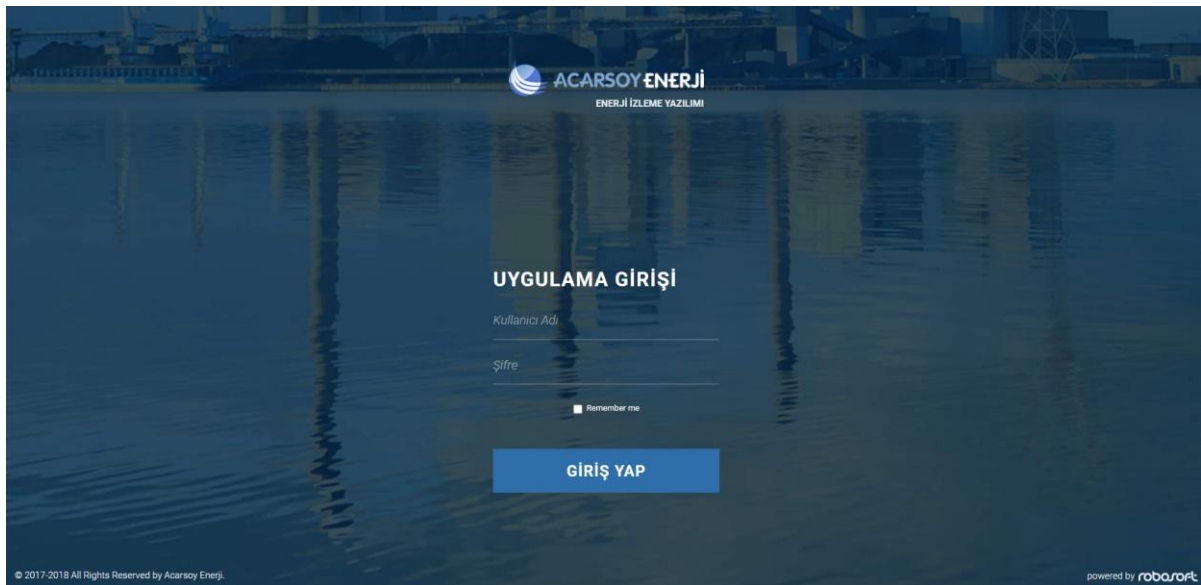 ACARSOY ENERJİ
ENERJİ İZLEME YAZILIMI
UYGULAMA GİRİŞİ
Kullanıcı Adı
Şifre
Remember me
GİRİŞ YAP
© 2017-2018 All Rights Reserved by Acarsoy Enerji.
powered by robosoft